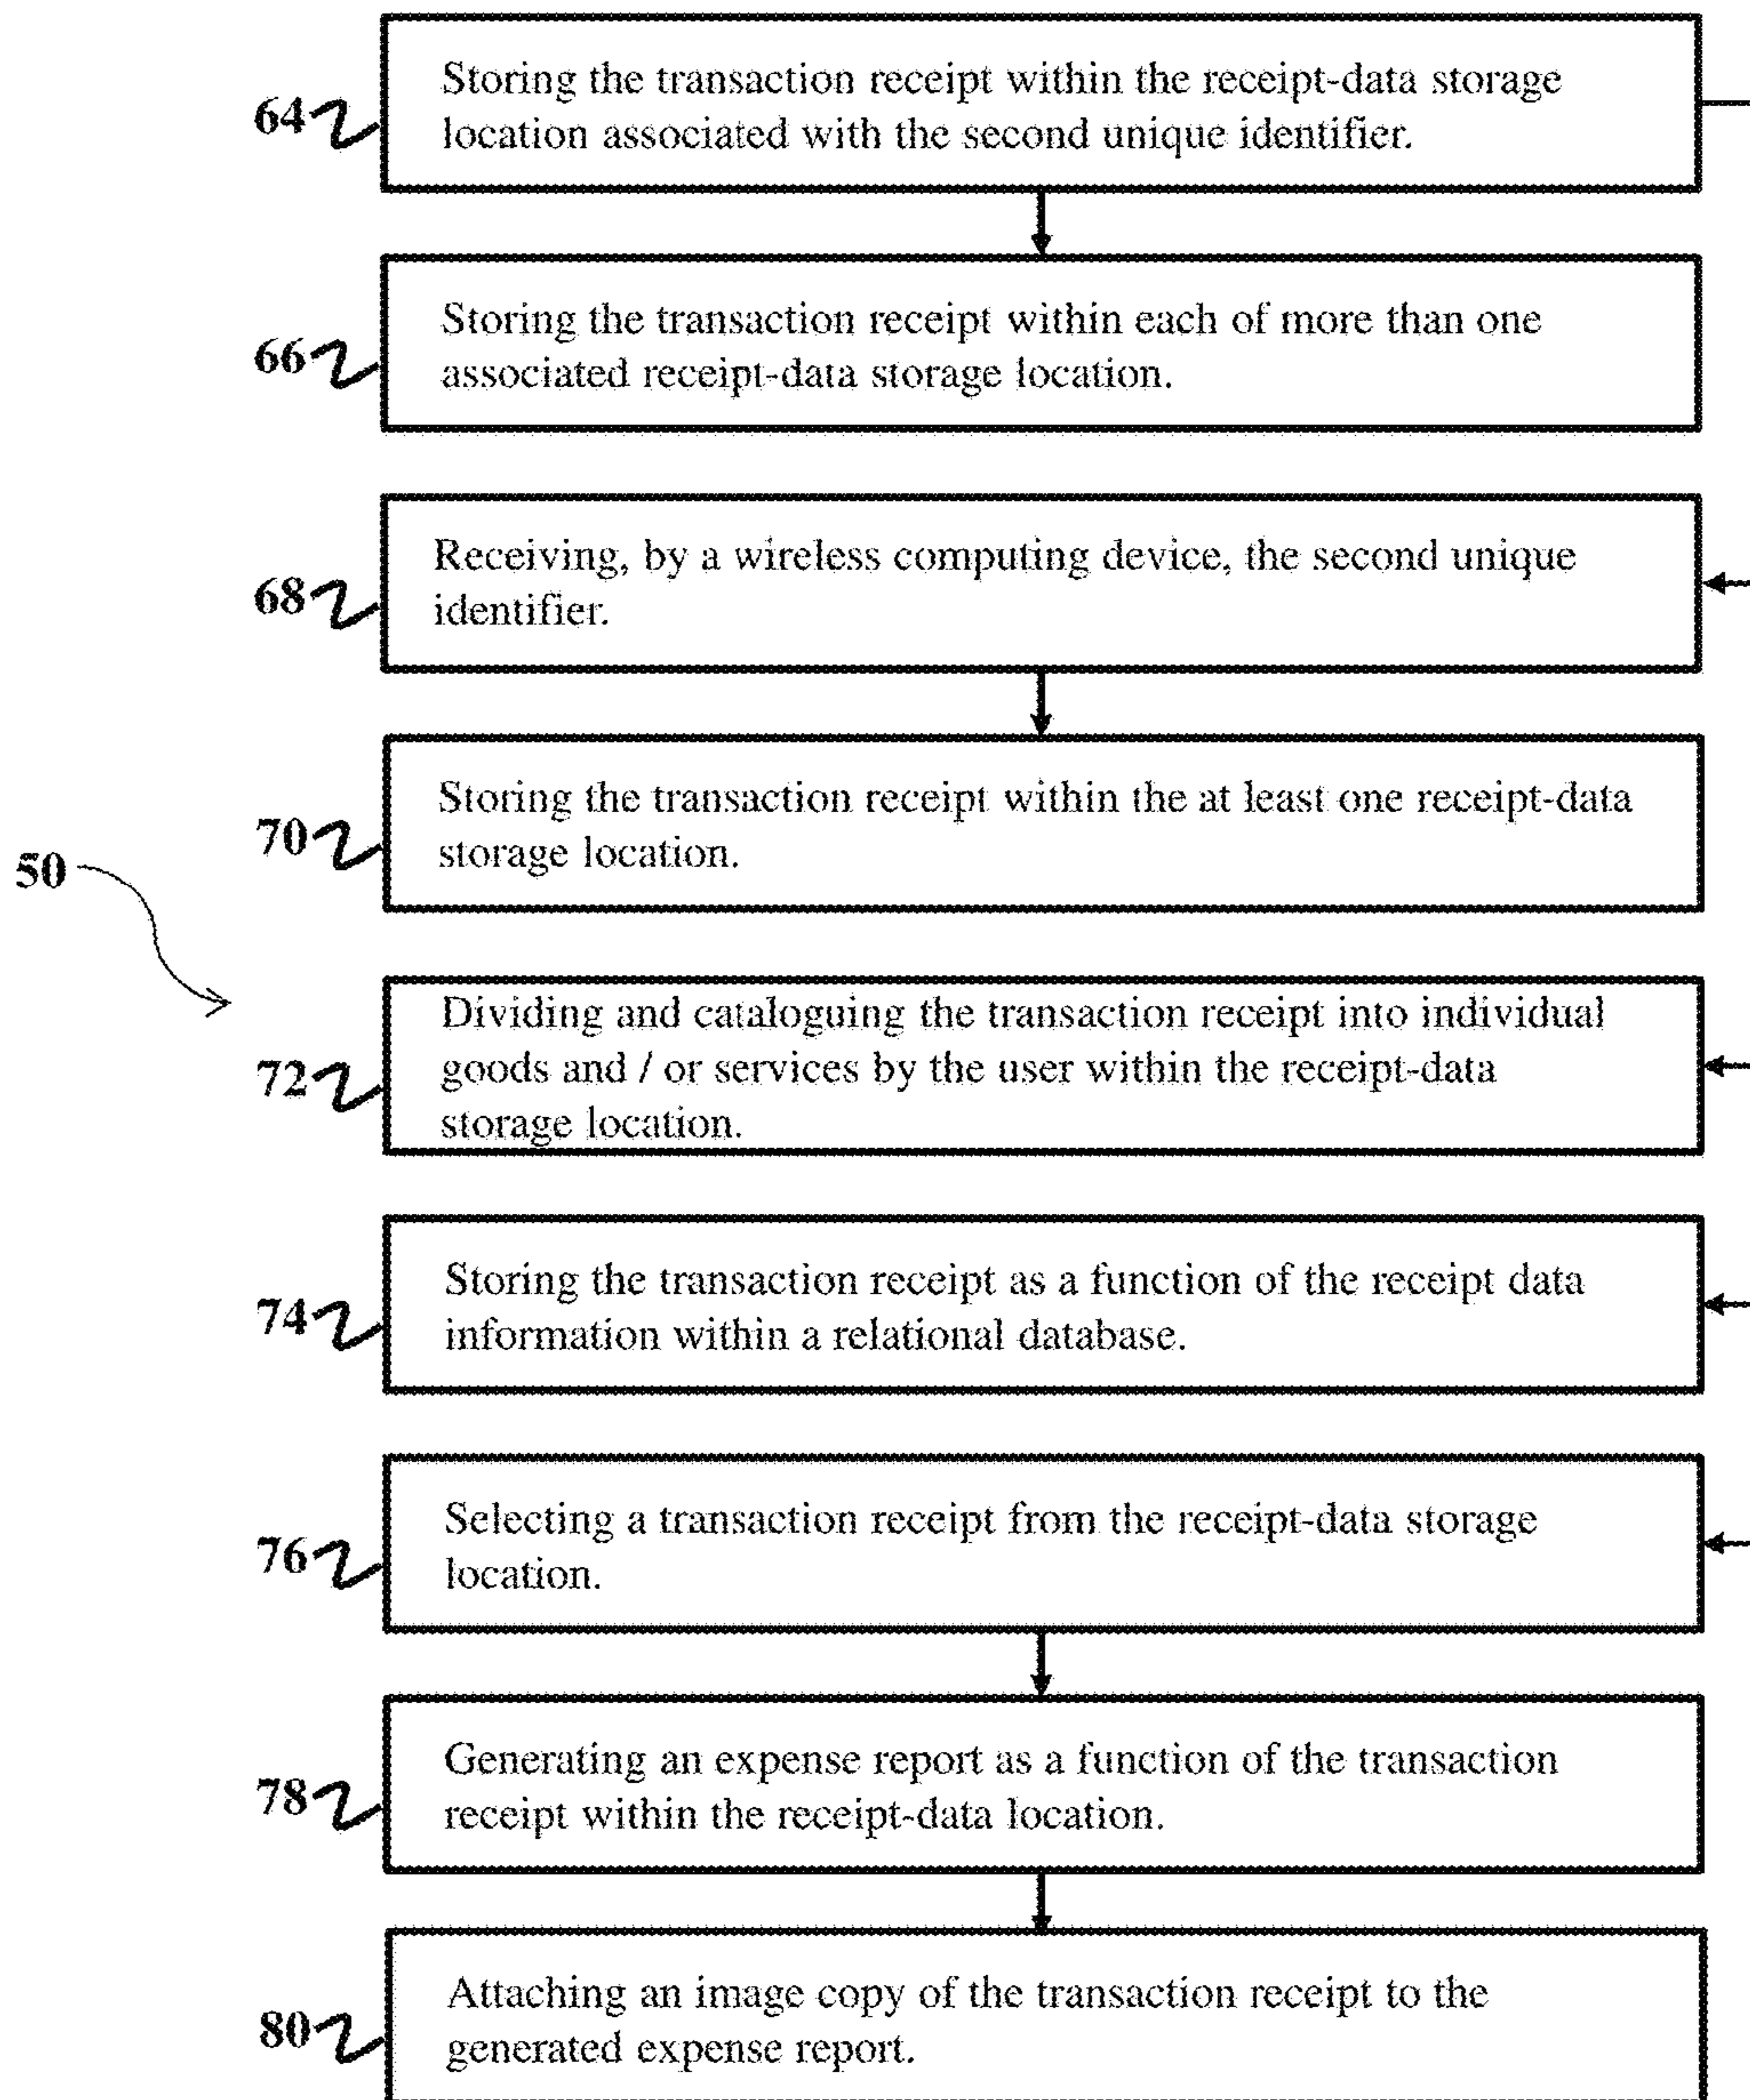 64
Storing the transaction receipt within the receipt-data storage
location associated with the second unique identifier.
66
Storing the transaction receipt within each of more than one
associated receipt-data storage location.
68
Receiving, by a wireless computing device, the second unique
identifier.
70
Storing the transaction receipt within the at least one receipt-data
storage location.
50
72
Dividing and cataloguing the transaction receipt into individual
goods and / or services by the user within the receipt-data
storage location.
74
Storing the transaction receipt as a function of the receipt data
information within a relational database.
76
Selecting a transaction receipt from the receipt-data storage
location.
78
Generating an expense report as a function of the transaction
receipt within the receipt-data location.
80
Attaching an image copy of the transaction receipt to the
generated expense report.